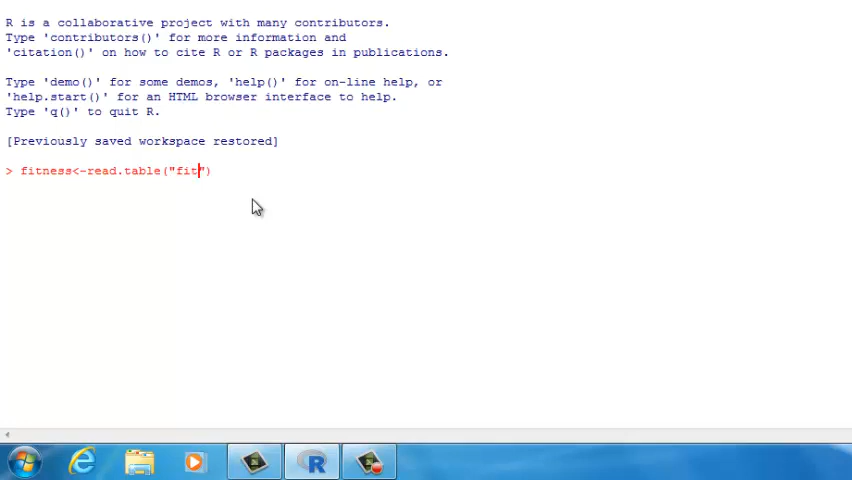 R is a collaborative project with many contributors.
Type 'contributors()' for more information and
'citation()' on how to cite R or R packages in publications.
Type 'demo()' for some demos, 'help()' for on-line help, or
'help.start()' for an HTML browser interface to help.
Type 'q()' to quit R.
[Previously saved workspace restored]
> fitness<-read.table("fit")